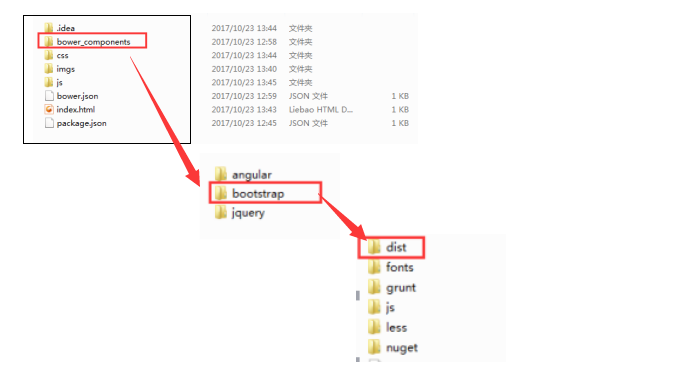 .idea 2017/10/23 13:44 文件夹
bower_components 2017/10/23 12:58 文件夹
css 2017/10/23 13:44 文件夹
imgs 2017/10/23 13:40 文件夹
js 2017/10/23 13:45 文件夹
bower.json 2017/10/23 12:59 JSON 文件 1 KB
index.html 2017/10/23 13:43 Liebao HTML D... 1 KB
package.json 2017/10/23 12:45 JSON 文件 1 KB
angular
bootstrap
jquery
dist
fonts
grunt
js
less
nuget